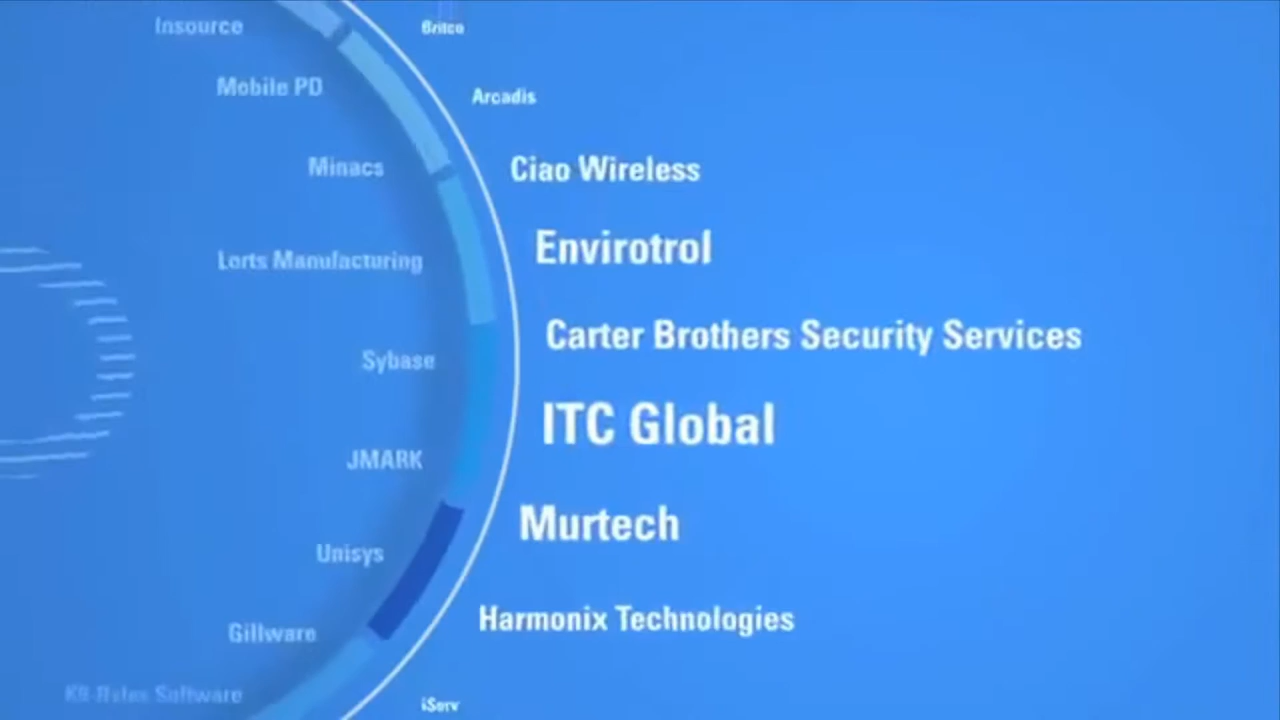 Insource
Britco
Mobile PD
Arcadis
Minacs
Ciao Wireless
Envirotrol
Lorts Manufacturing
Carter Brothers Security Services
Sybase
ITC Global
JMARK
Murtech
Unisys
Harmonix Technologies
Gillware
Software
iServ